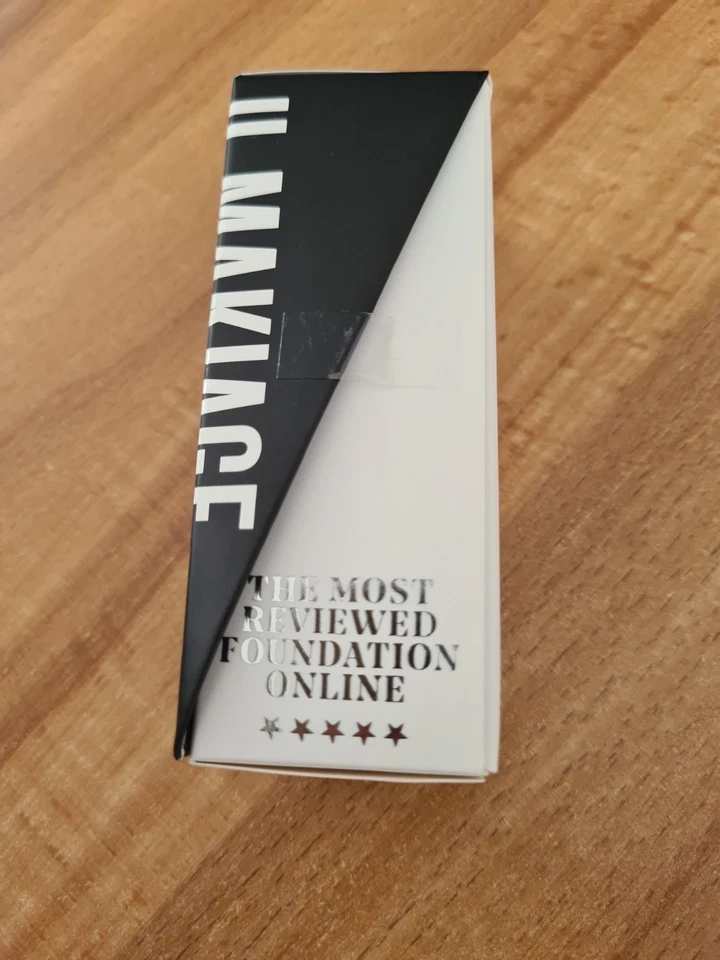 IL MAKIAGE
THE MOST
REVIEWED
FOUNDATION
ONLINE